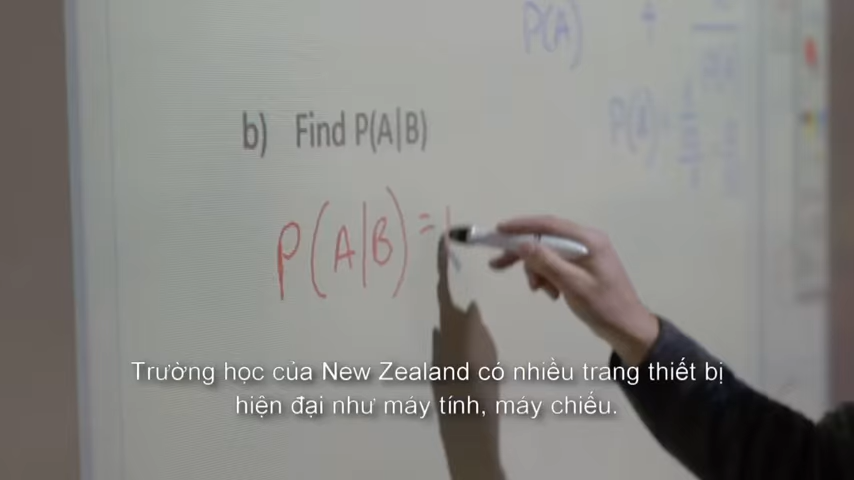 P(A)    +
b) Find P(A|B)
P(B)
P(A|B) =
Trường học của New Zealand có nhiều trang thiết bị
hiện đại như máy tính, máy chiếu.